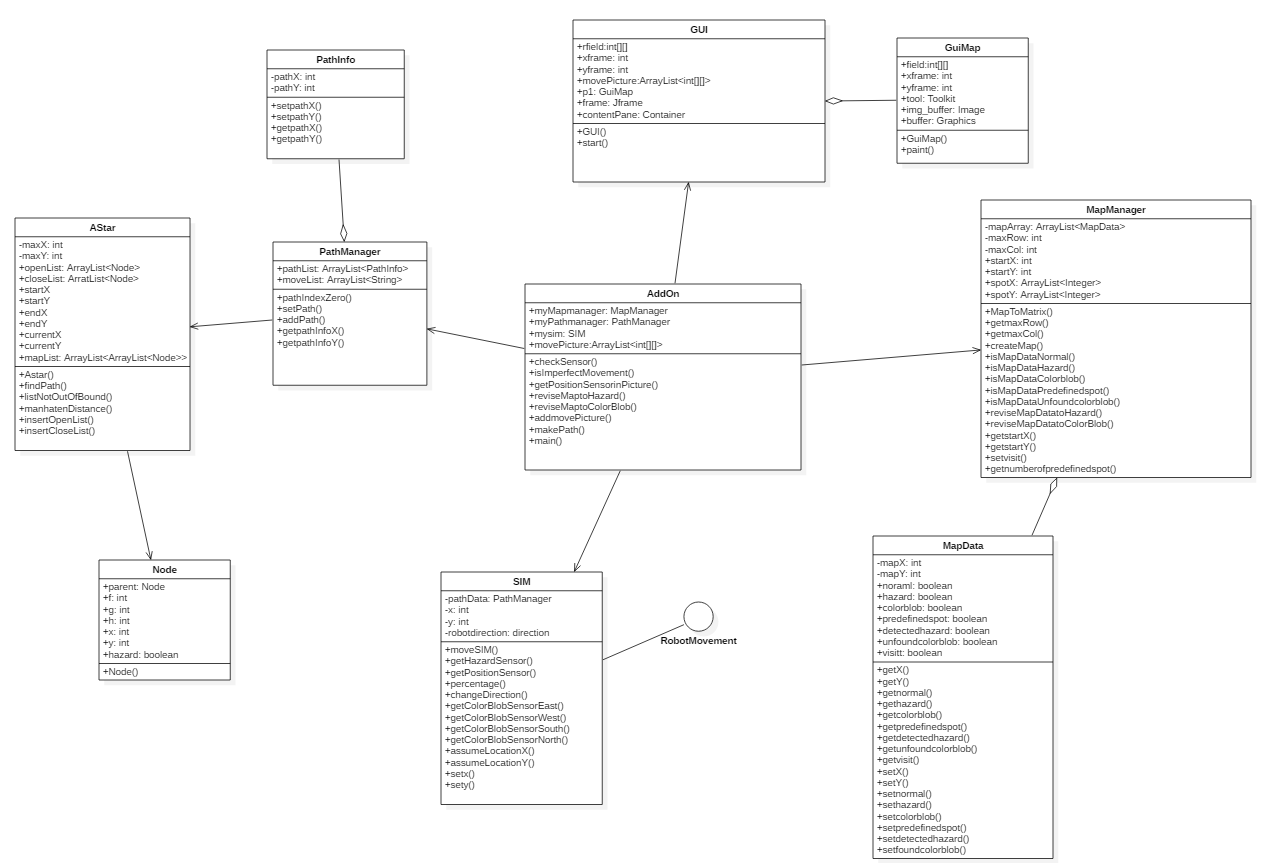 GUI
+rfield:int[][]
+xframe: int
+yframe: int
+movePicture:ArrayList<int[][]>
+p1: GuiMap
+frame: Jframe
+contentPane: Container
+GUI()
+start()
GuiMap
+field:int[][]
+xframe: int
+yframe: int
+tool: Toolkit
+img_buffer: Image
+buffer: Graphics
+GuiMap()
+paint()
PathInfo
-pathX: int
-pathY: int
+setpathX()
+setpathY()
+getpathX()
+getpathY()
AStar
-maxX: int
-maxY: int
+openList: ArrayList<Node>
+closeList: ArratList<Node>
+startX
+startY
+endX
+endY
+currentX
+currentY
+mapList: ArrayList<ArrayList<Node>>
+Astar()
+findPath()
+listNotOutOfBound()
+manhatenDistance()
+insertOpenList()
+insertCloseList()
PathManager
+pathList: ArrayList<PathInfo>
+moveList: ArrayList<String>
+pathIndexZero()
+setPath()
+addPath()
+getpathInfoX()
+getpathInfoY()
AddOn
+myMapmanager: MapManager
+myPathmanager: PathManager
+mysim: SIM
+movePicture:ArrayList<int[][]>
+checkSensor()
+isImperfectMovement()
+getPositionSensorinPicture()
+reviseMaptoHazard()
+reviseMaptoColorBlob()
+addmovePicture()
+makePath()
+main()
MapManager
-mapArray: ArrayList<MapData>
-maxRow: int
-maxCol: int
+startX: int
+startY: int
+spotX: ArrayList<Integer>
+spotY: ArrayList<Integer>
+MapToMatrix()
+getmaxRow()
+getmaxCol()
+createMap()
+isMapDataNormal()
+isMapDataHazard()
+isMapDataColorblob()
+isMapDataPredefinedspot()
+isMapDataUnfoundcolorblob()
+reviseMapDatatoHazard()
+reviseMapDatatoColorBlob()
+getstartX()
+getstartY()
+setvisit()
+getnumberofpredefinedspot()
Node
+parent: Node
+f: int
+g: int
+h: int
+x: int
+y: int
+hazard: boolean
+Node()
SIM
-pathData: PathManager
-x: int
-y: int
-robotdirection: direction
+moveSIM()
+getHazardSensor()
+getPositionSensor()
+percentage()
+changeDirection()
+getColorBlobSensorEast()
+getColorBlobSensorWest()
+getColorBlobSensorSouth()
+getColorBlobSensorNorth()
+assumeLocationX()
+assumeLocationY()
+setx()
+sety()
RobotMovement
MapData
-mapX: int
-mapY: int
+noraml: boolean
+hazard: boolean
+colorblob: boolean
+predefinedspot: boolean
+detectedhazard: boolean
+unfoundcolorblob: boolean
+visitt: boolean
+getX()
+getY()
+getnormal()
+gethazard()
+getcolorblob()
+getpredefinedspot()
+getdetectedhazard()
+getunfoundcolorblob()
+getvisit()
+setX()
+setY()
+setnormal()
+sethazard()
+setcolorblob()
+setpredefinedspot()
+setdetectedhazard()
+setfoundcolorblob()